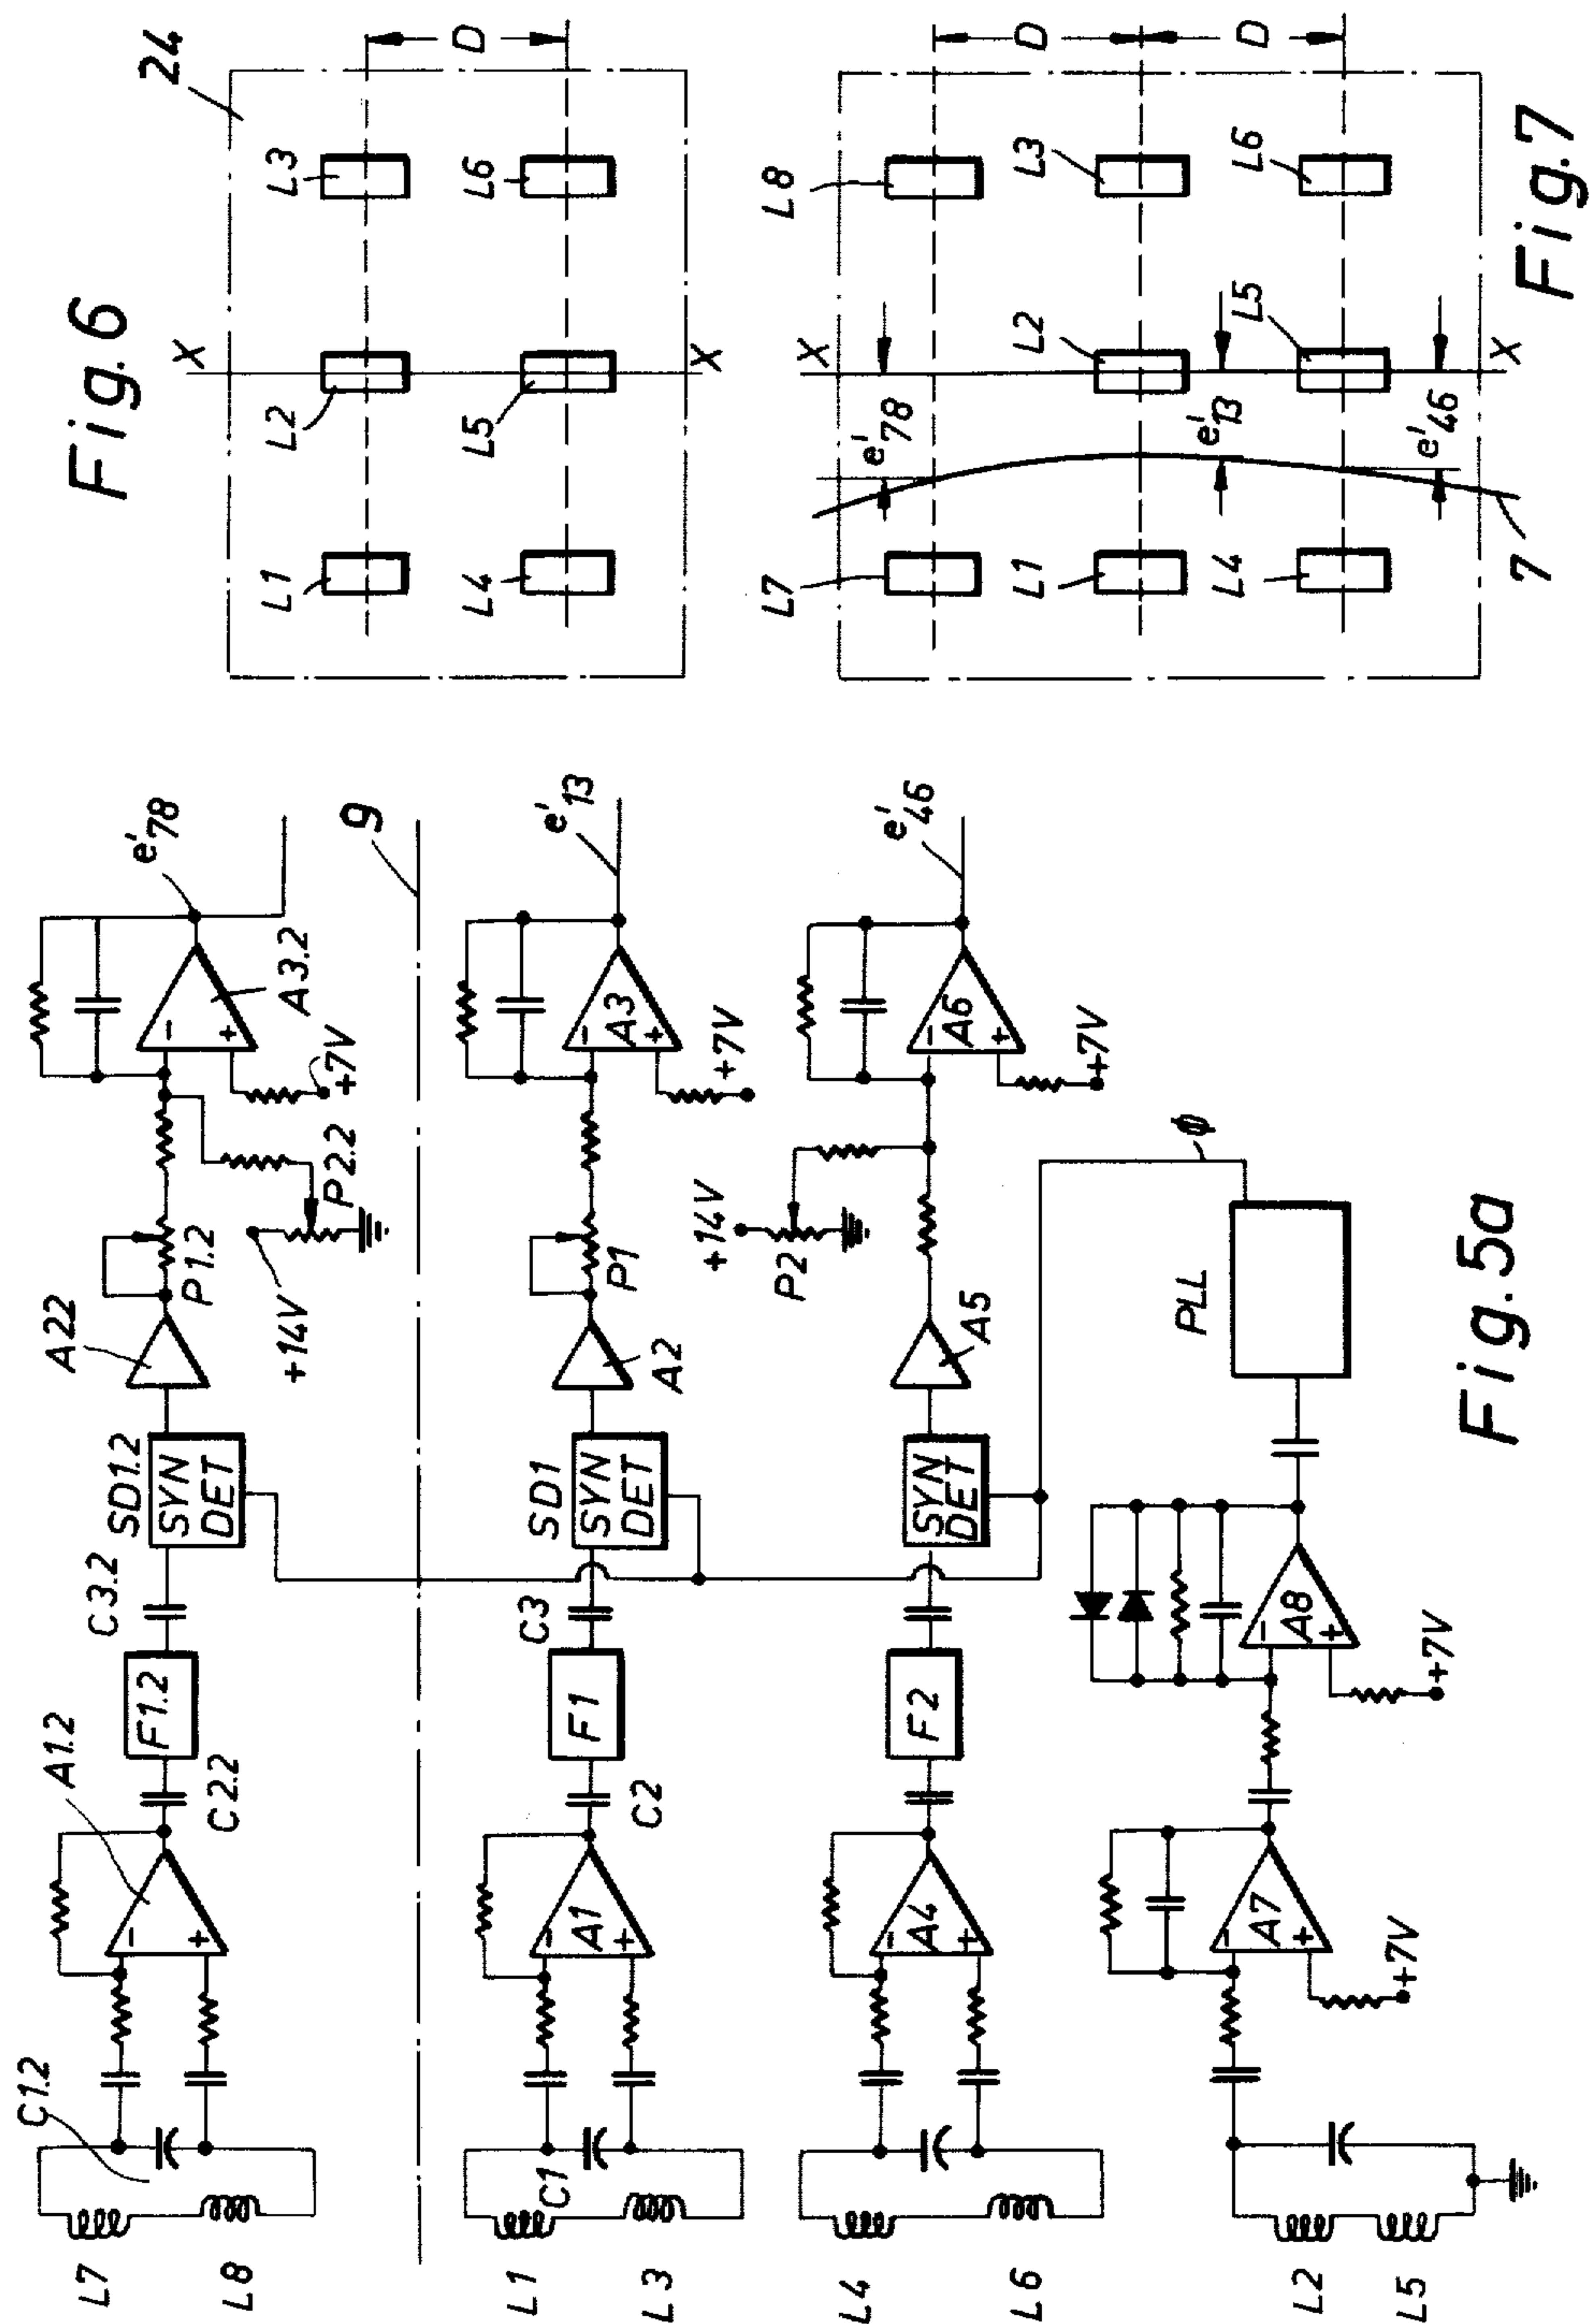 Fig. 6
24
X
L1
L2
L3
L4
L5
L6
D
X
Fig. 7
X
L7
L8
e'78
D
L1
L2
L3
e'13
D
L4
L5
L6
e'46
7
X
Fig. 5a
L7
L8
C1.2
A1.2
-
+
C2.2
F1.2
C3.2
SD1.2
SYN
DET
A22
P1.2
+14V
P2.2
-
+
+7V
A3.2
e'78
9
L1
L3
C1
-
A1
+
C2
F1
C3
SD1
SYN
DET
A2
P1
-
A3
+
+7V
e'13
L4
L6
-
A4
+
F2
SYN
DET
A5
+14V
P2
-
A6
+
+7V
e'46
L2
L5
-
A7
+
+7V
-
A8
+
+7V
PLL
Φ